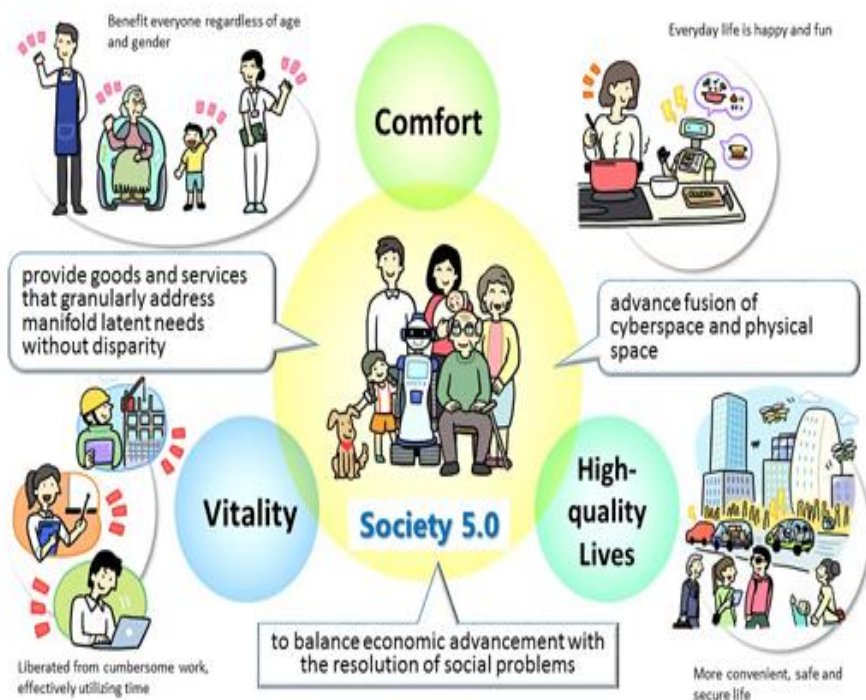 Benefit everyone regardless of age
and gender
Everyday life is happy and fun
Comfort
provide goods and services
that granularly address
manifold latent needs
without disparity
advance fusion of
cyberspace and physical
space
Vitality
High-
quality
Lives
Society 5.0
to balance economic advancement with
the resolution of social problems
Liberated from cumbersome work,
effectively utilizing time
More convenient, safe and
secure life